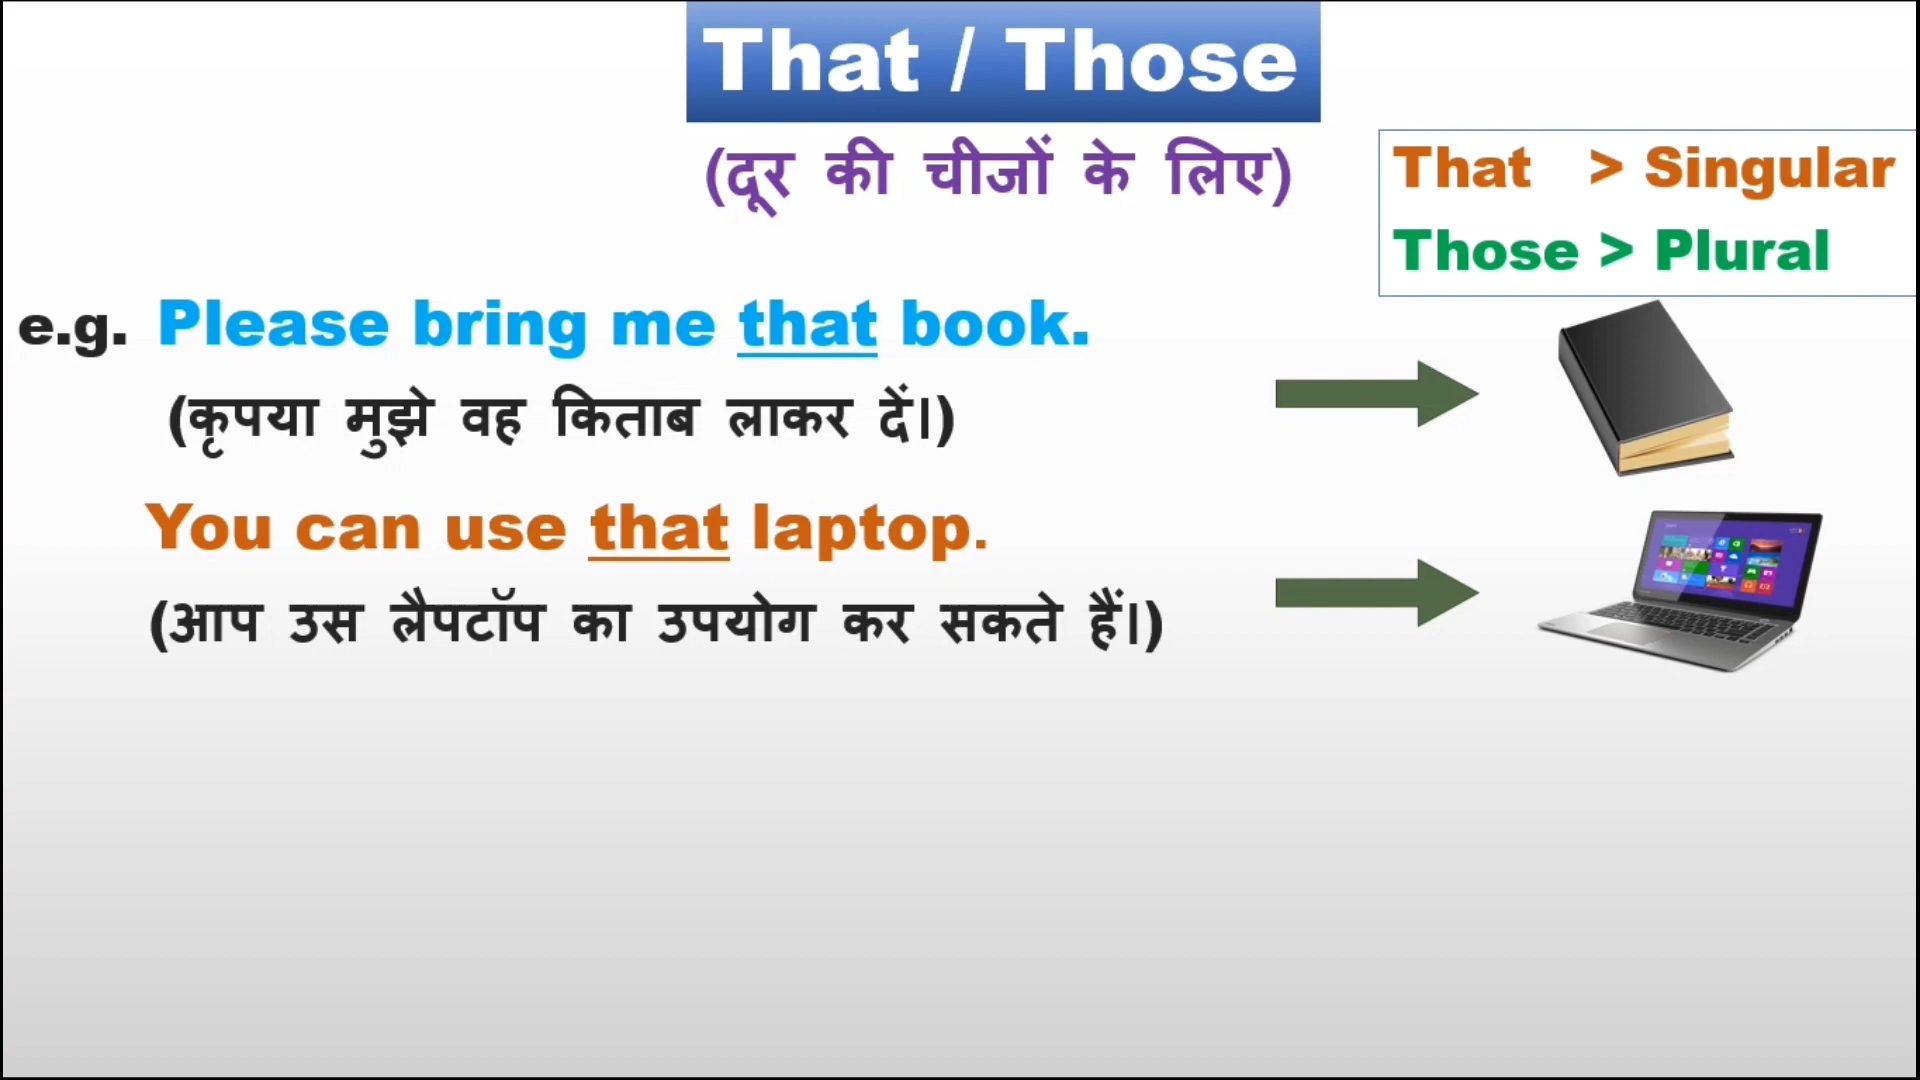 That / Those
(दूर की चीजों के लिए)
That > Singular
Those > Plural
e.g. Please bring me that book.
(कृपया मुझे वह किताब लाकर दें।)
You can use that laptop.
(आप उस लैपटॉप का उपयोग कर सकते हैं।)